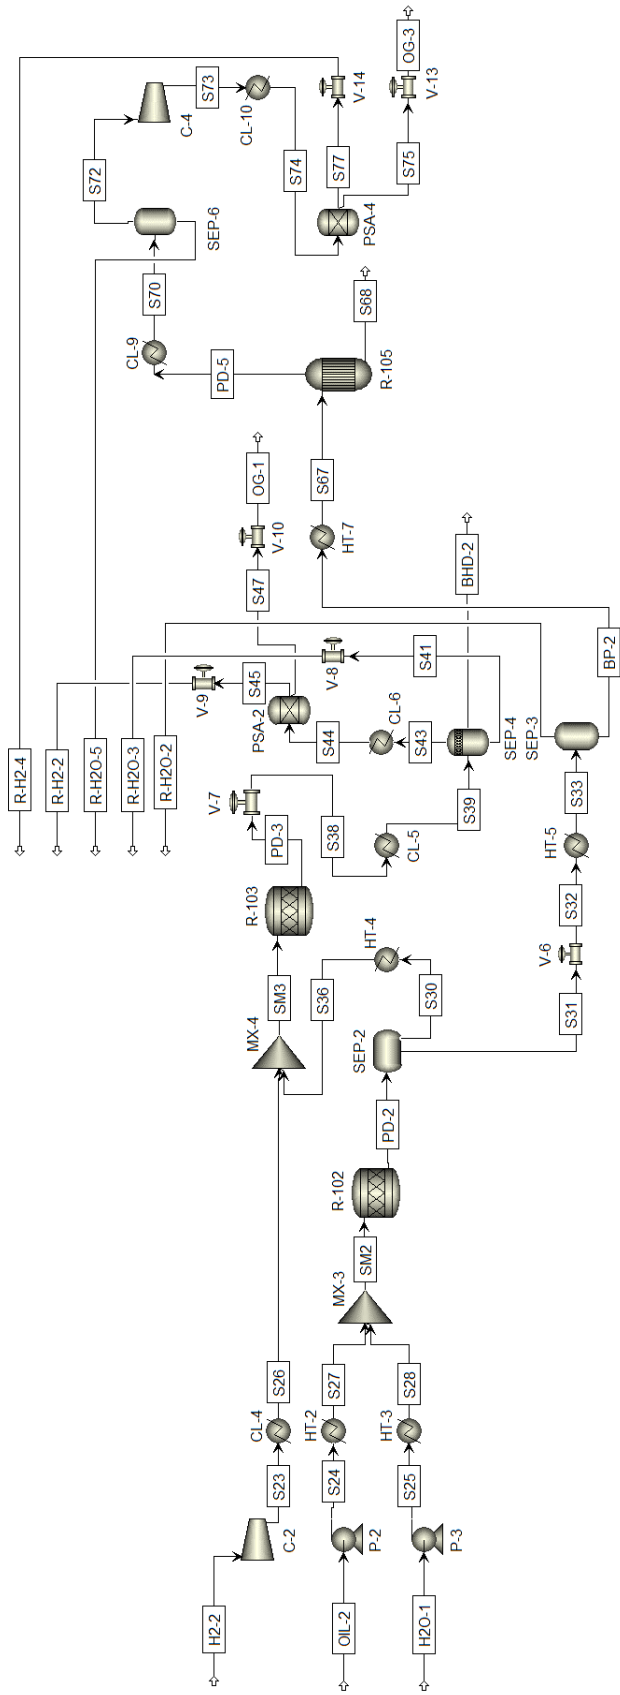 OG-3
S73
V-14
V-13
C-4
CL-10
S72
S74
S77
S75
SEP-6
PSA-4
S70
S68
CL-9
PD-5
R-105
OG-1
S67
V-10
HT-7
BHD-2
S47
S41
BP-2
V-9
S45
V-8
PSA-2
S44
CL-6
S43
SEP-4
SEP-3
R-H2-4
R-H2-2
R-H2O-5
R-H2O-3
R-H2O-2
V-7
S39
S33
PD-3
S38
CL-5
HT-5
R-103
S32
HT-4
V-6
SM3
S36
S30
S31
MX-4
SEP-2
PD-2
R-102
SM2
MX-3
S26
S27
S28
CL-4
HT-2
HT-3
S23
S24
S25
C-2
P-2
P-3
H2-2
OIL-2
H2O-1